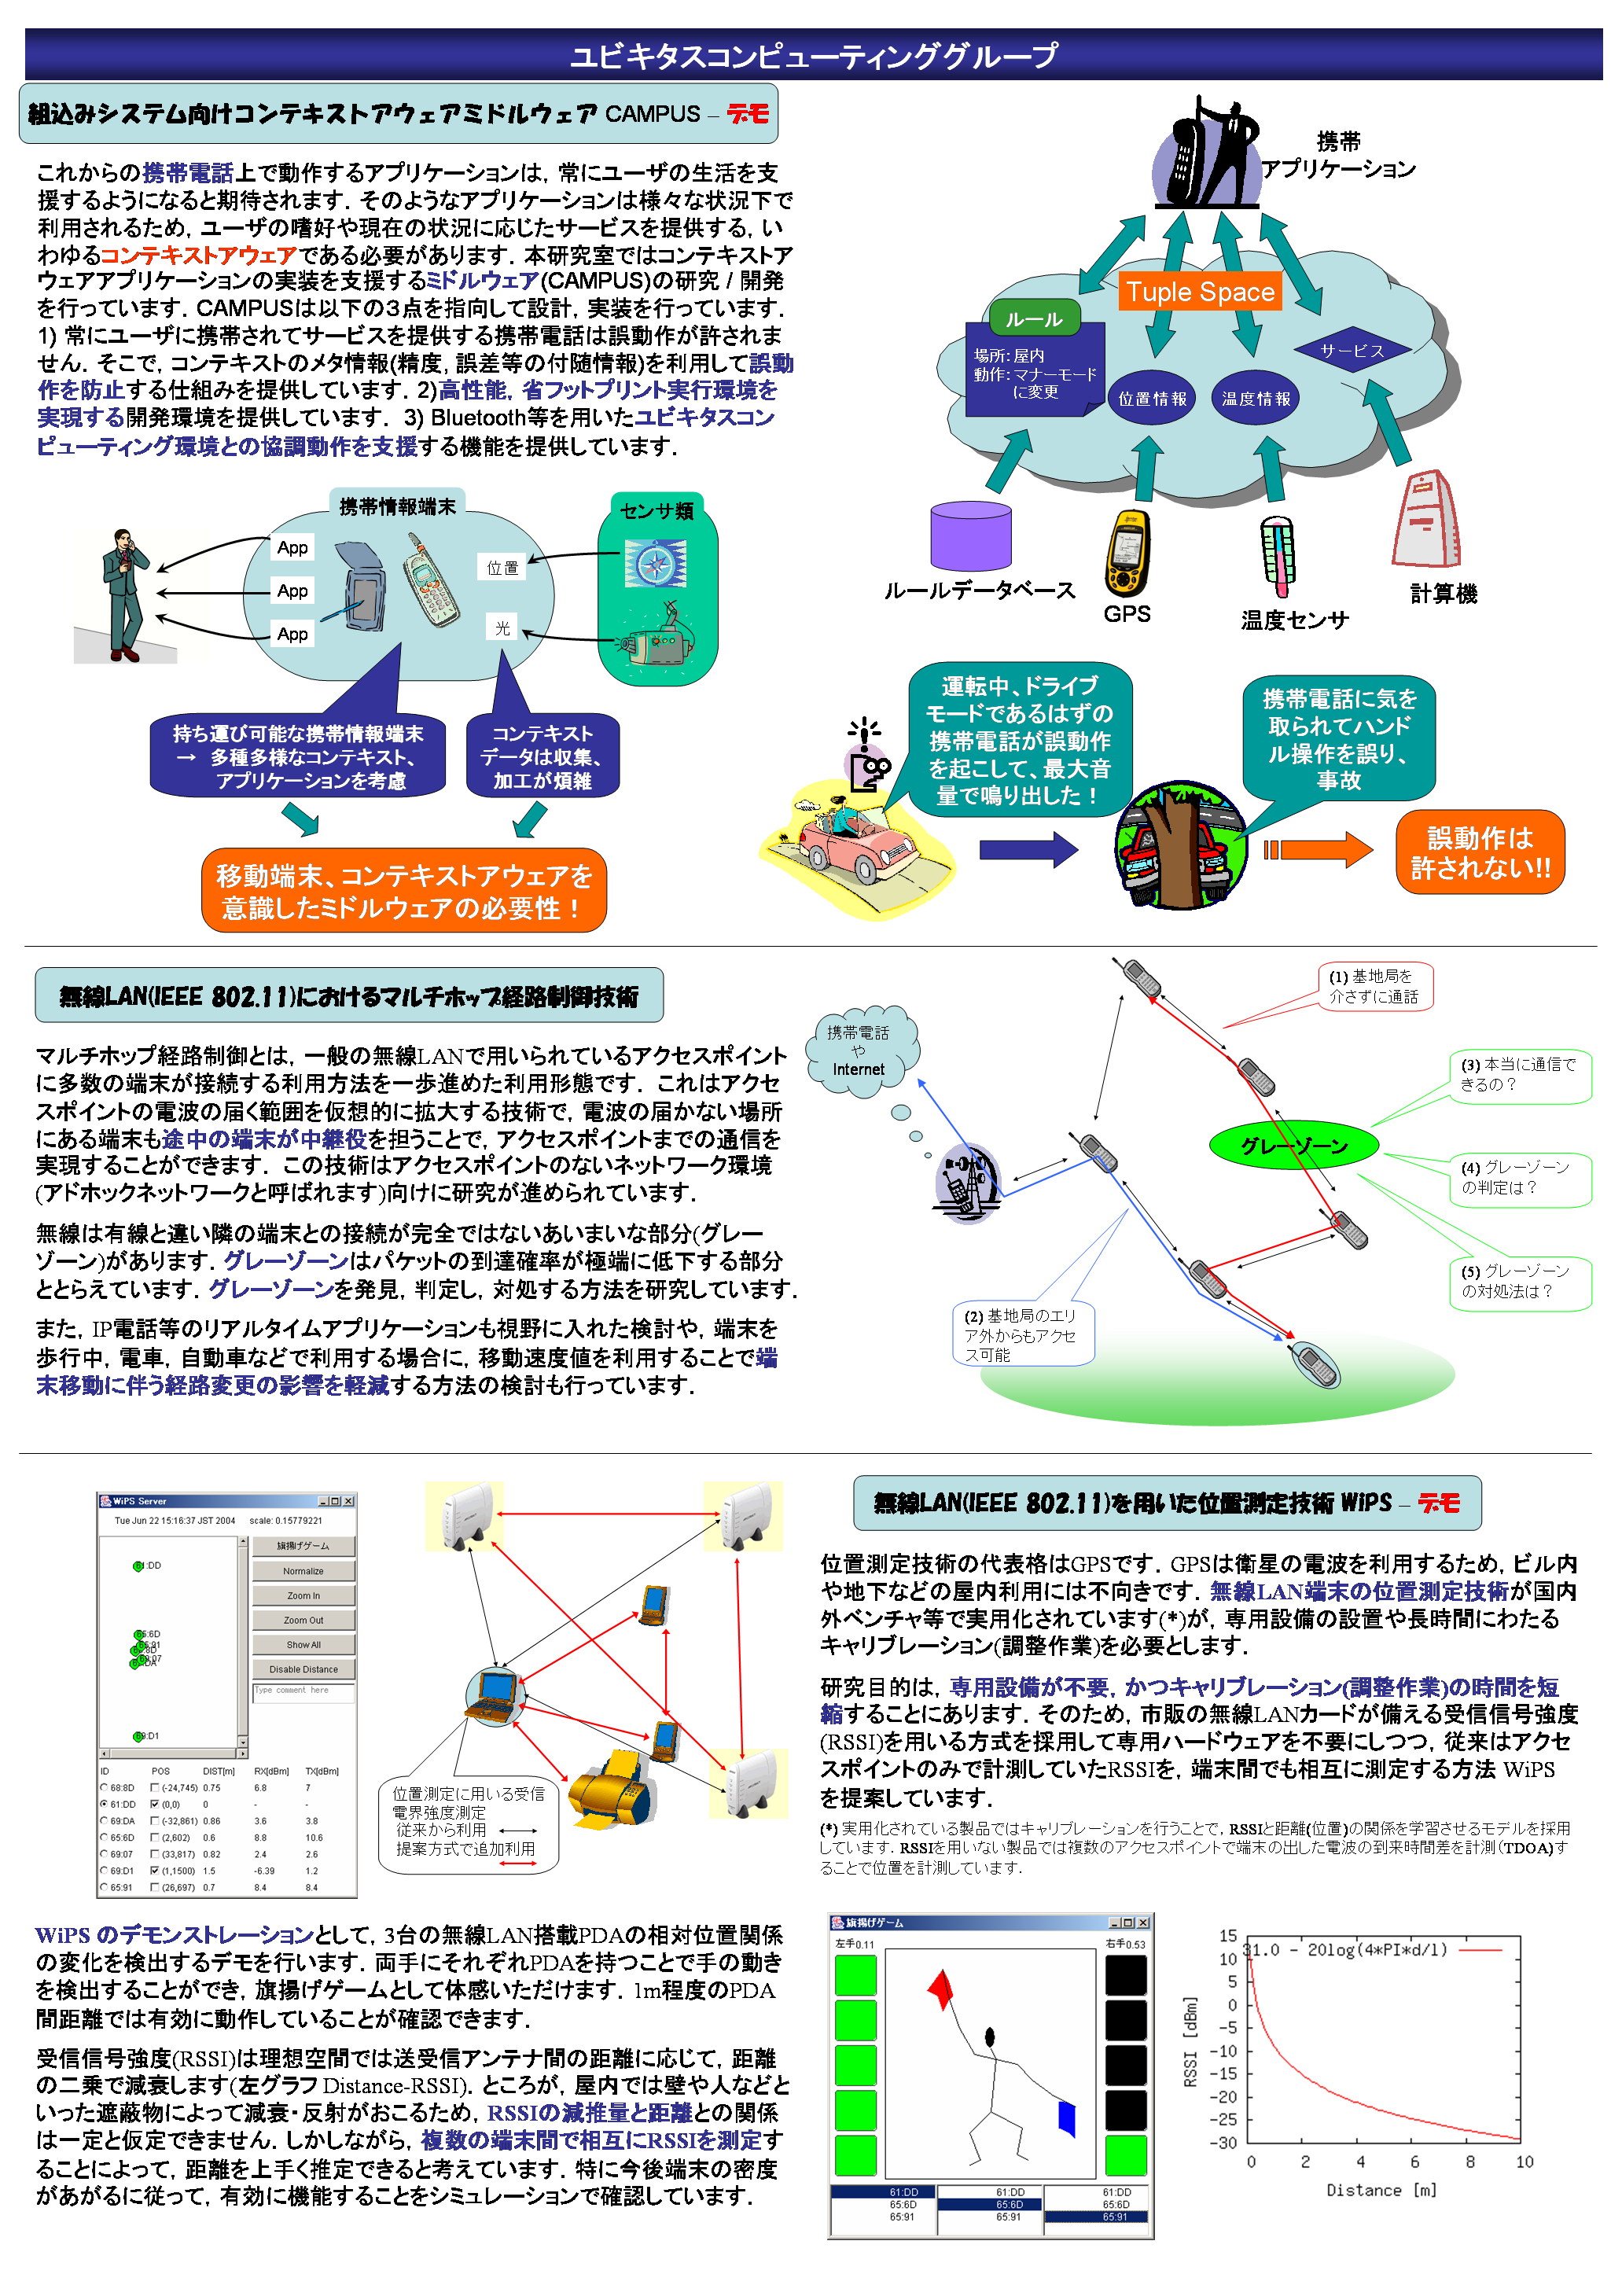 ユビキタスコンピューティンググループ
組込みシステム向けコンテキストアウェアミドルウェア CAMPUS – デモ
これからの携帯電話上で動作するアプリケーションは，常にユーザの生活を支
援するようになると期待されます．そのようなアプリケーションは様々な状況下で
利用されるため，ユーザの嗜好や現在の状況に応じたサービスを提供する，い
わゆるコンテキストアウェアである必要があります．本研究室ではコンテキストア
ウェアアプリケーションの実装を支援するミドルウェア(CAMPUS)の研究 / 開発
を行っています．CAMPUSは以下の３点を指向して設計，実装を行っています．
1) 常にユーザに携帯されてサービスを提供する携帯電話は誤動作が許されま
せん．そこで，コンテキストのメタ情報(精度，誤差等の付随情報)を利用して誤動
作を防止する仕組みを提供しています．2)高性能，省フットプリント実行環境を
実現する開発環境を提供しています． 3) Bluetooth等を用いたユビキタスコン
ピューティング環境との協調動作を支援する機能を提供しています．
携帯
アプリケーション
Tuple Space
ルール
場所：屋内
動作：マナーモード
に変更
位置情報
温度情報
サービス
ルールデータベース
GPS
温度センサ
計算機
携帯情報端末
センサ類
App
App
App
位置
光
持ち運び可能な携帯情報端末
→ 多種多様なコンテキスト、
アプリケーションを考慮
コンテキスト
データは収集、
加工が煩雑
移動端末、コンテキストアウェアを
意識したミドルウェアの必要性！
運転中、ドライブ
モードであるはずの
携帯電話が誤動作
を起こして、最大音
量で鳴り出した！
携帯電話に気を
取られてハンド
ル操作を誤り、
事故
誤動作は
許されない!!
無線LAN(IEEE 802.11)におけるマルチホップ経路制御技術
マルチホップ経路制御とは，一般の無線LANで用いられているアクセスポイント
に多数の端末が接続する利用方法を一歩進めた利用形態です． これはアクセ
スポイントの電波の届く範囲を仮想的に拡大する技術で，電波の届かない場所
にある端末も途中の端末が中継役を担うことで，アクセスポイントまでの通信を
実現することができます． この技術はアクセスポイントのないネットワーク環境
(アドホックネットワークと呼ばれます)向けに研究が進められています．
無線は有線と違い隣の端末との接続が完全ではないあいまいな部分(グレー
ゾーン)があります．グレーゾーンはパケットの到達確率が極端に低下する部分
ととらえています．グレーゾーンを発見，判定し，対処する方法を研究しています．
また，IP電話等のリアルタイムアプリケーションも視野に入れた検討や，端末を
歩行中，電車，自動車などで利用する場合に，移動速度値を利用することで端
末移動に伴う経路変更の影響を軽減する方法の検討も行っています．
携帯電話
や
Internet
(1) 基地局を
介さずに通話
(3) 本当に通信で
きるの？
グレーゾーン
(4) グレーゾーン
の判定は？
(5) グレーゾーン
の対処法は？
(2) 基地局のエリ
ア外からもアクセ
ス可能
WiPS Server
Tue Jun 22 15:16:37 JST 2004 scale: 0.15779221
旗揚げゲーム
Normalize
Zoom In
Zoom Out
Show All
Disable Distance
Type comment here
61:DD
65:6D
69:D1
ID POS DIST[m] RX[dBm] TX[dBm]
68:8D (-24,745) 0.75 6.8 7
61:DD (0,0) 0 - -
69:DA (-32,861) 0.86 3.6 3.8
65:6D (2,602) 0.6 8.8 10.6
69:07 (33,817) 0.82 2.4 2.6
69:D1 (1,1500) 1.5 -6.39 1.2
65:91 (26,697) 0.7 8.4 8.4
位置測定に用いる受信
電界強度測定
従来から利用
提案方式で追加利用
無線LAN(IEEE 802.11)を用いた位置測定技術 WiPS – デモ
位置測定技術の代表格はGPSです．GPSは衛星の電波を利用するため，ビル内
や地下などの屋内利用には不向きです．無線LAN端末の位置測定技術が国内
外ベンチャ等で実用化されています(*)が，専用設備の設置や長時間にわたる
キャリブレーション(調整作業)を必要とします．
研究目的は，専用設備が不要，かつキャリブレーション(調整作業)の時間を短
縮することにあります．そのため，市販の無線LANカードが備える受信信号強度
(RSSI)を用いる方式を採用して専用ハードウェアを不要にしつつ，従来はアクセ
スポイントのみで計測していたRSSIを，端末間でも相互に測定する方法 WiPS
を提案しています．
(*) 実用化されている製品ではキャリブレーションを行うことで，RSSIと距離(位置)の関係を学習させるモデルを採用
しています．RSSIを用いない製品では複数のアクセスポイントで端末の出した電波の到来時間差を計測（TDOA)す
ることで位置を計測しています．
WiPS のデモンストレーションとして，3台の無線LAN搭載PDAの相対位置関係
の変化を検出するデモを行います．両手にそれぞれPDAを持つことで手の動き
を検出することができ，旗揚げゲームとして体感いただけます．1m程度のPDA
間距離では有効に動作していることが確認できます．
受信信号強度(RSSI)は理想空間では送受信アンテナ間の距離に応じて，距離
の二乗で減衰します(左グラフ Distance-RSSI)．ところが，屋内では壁や人などと
いった遮蔽物によって減衰・反射がおこるため，RSSIの減推量と距離との関係
は一定と仮定できません．しかしながら，複数の端末間で相互にRSSIを測定す
ることによって，距離を上手く推定できると考えています．特に今後端末の密度
があがるに従って，有効に機能することをシミュレーションで確認しています．
旗揚げゲーム
左手0.11 右手0.53
61:DD 61:DD 61:DD
65:6D 65:6D 65:6D
65:91 65:91 65:91
31.0 - 20log(4*PI*d/l)
RSSI [dBm]
15
10
5
0
-5
-10
-15
-20
-25
-30
0 2 4 6 8 10
Distance [m]